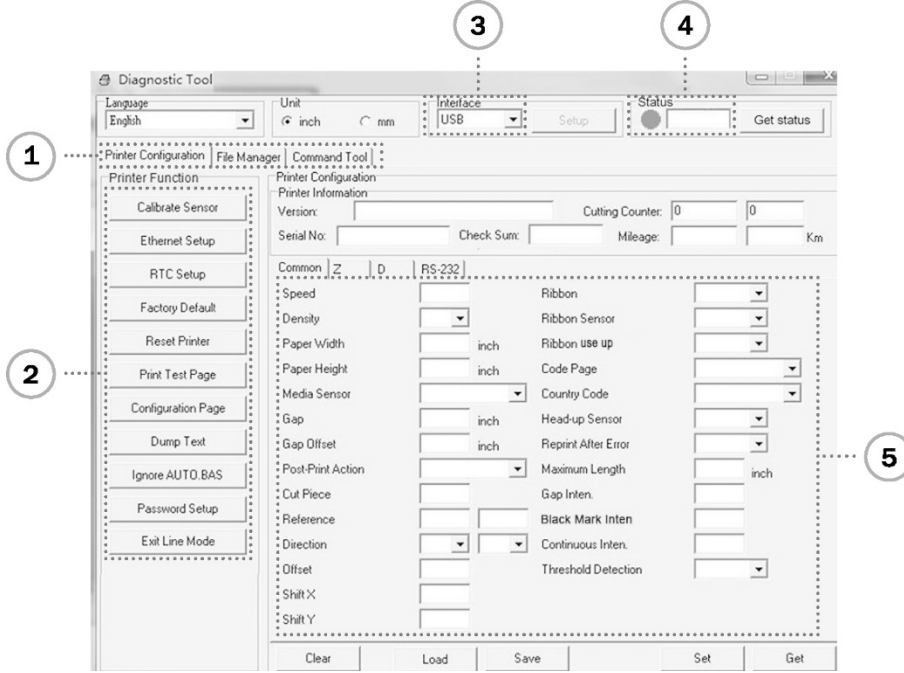 3
4
Diagnostic Tool
Language
Unit
Interface
Status
English
inch
mm
USB
Setup
Get status
1
Printer Configuration
File Manager
Command Tool
Printer Function
Printer Configuration
Printer Information
Calibrate Sensor
Version:
Cutting Counter:
0
0
Ethernet Setup
Serial No:
Check Sum:
Mileage:
Km
RTC Setup
Common
Z
D
RS-232
Factory Default
Reset Printer
2
Print Test Page
Configuration Page
Dump Text
Ignore AUTO.BAS
Password Setup
Exit Line Mode
Speed
Ribbon
Density
Ribbon Sensor
Paper Width
inch
Ribbon use up
Paper Height
inch
Code Page
Media Sensor
Country Code
Gap
inch
Head-up Sensor
Gap Offset
inch
Reprint After Error
Post-Print Action
Maximum Length
inch
5
Cut Piece
Gap Inten.
Reference
Black Mark Inten
Direction
Continuous Inten.
Offset
Threshold Detection
Shift X
Shift Y
Clear
Load
Save
Set
Get